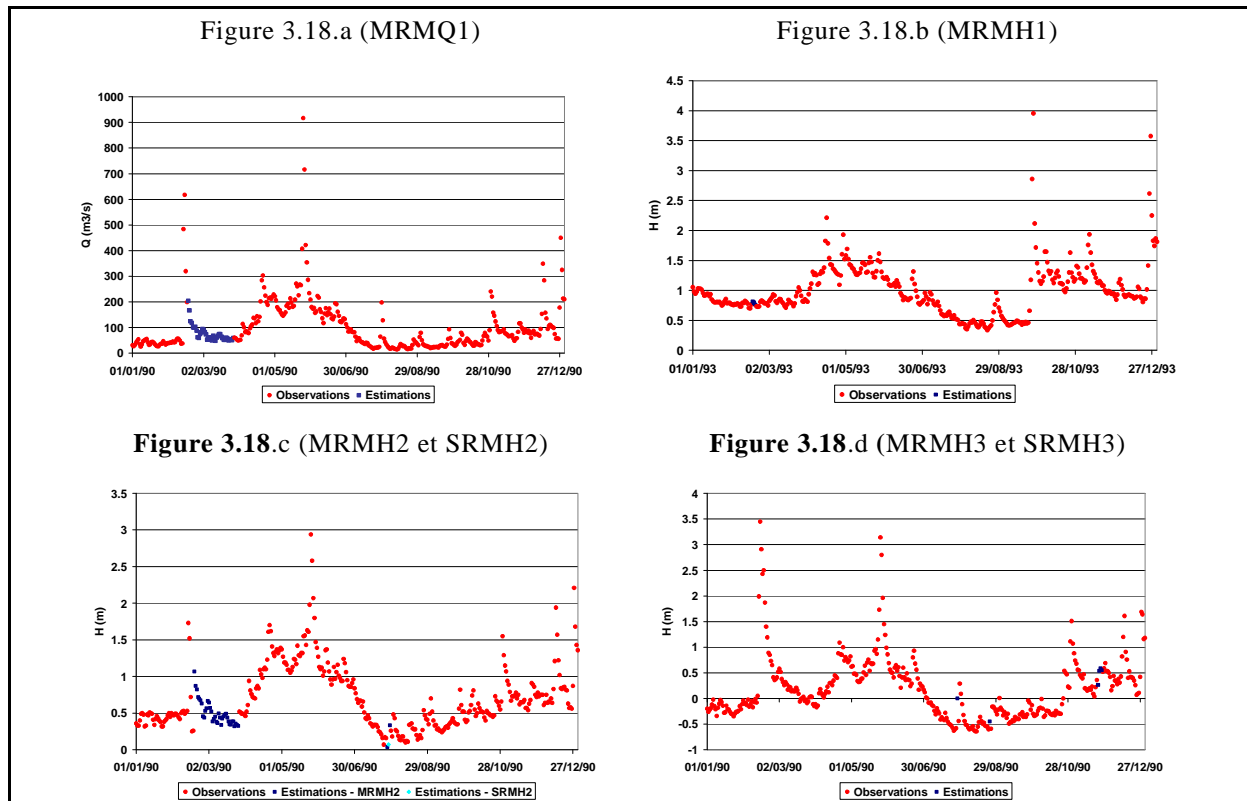 Figure 3.18.a (MRMQ1)
1000
900
800
700
600
500
400
300
200
100
0
Q (m3/s)
01/01/90 02/03/90 01/05/90 30/06/90 29/08/90 28/10/90 27/12/90
Observations Estimations
Figure 3.18.b (MRMH1)
4.5
4
3.5
3
2.5
2
1.5
1
0.5
0
H (m)
01/01/93 02/03/93 01/05/93 30/06/93 29/08/93 28/10/93 27/12/93
Observations Estimations
Figure 3.18.c (MRMH2 et SRMH2)
3.5
3
2.5
2
1.5
1
0.5
0
H (m)
01/01/90 02/03/90 01/05/90 30/06/90 29/08/90 28/10/90 27/12/90
Observations Estimations - MRMH2 Estimations - SRMH2
Figure 3.18.d (MRMH3 et SRMH3)
4
3.5
3
2.5
2
1.5
1
0.5
0
-0.5
-1
H (m)
01/01/90 02/03/90 01/05/90 30/06/90 29/08/90 28/10/90 27/12/90
Observations Estimations